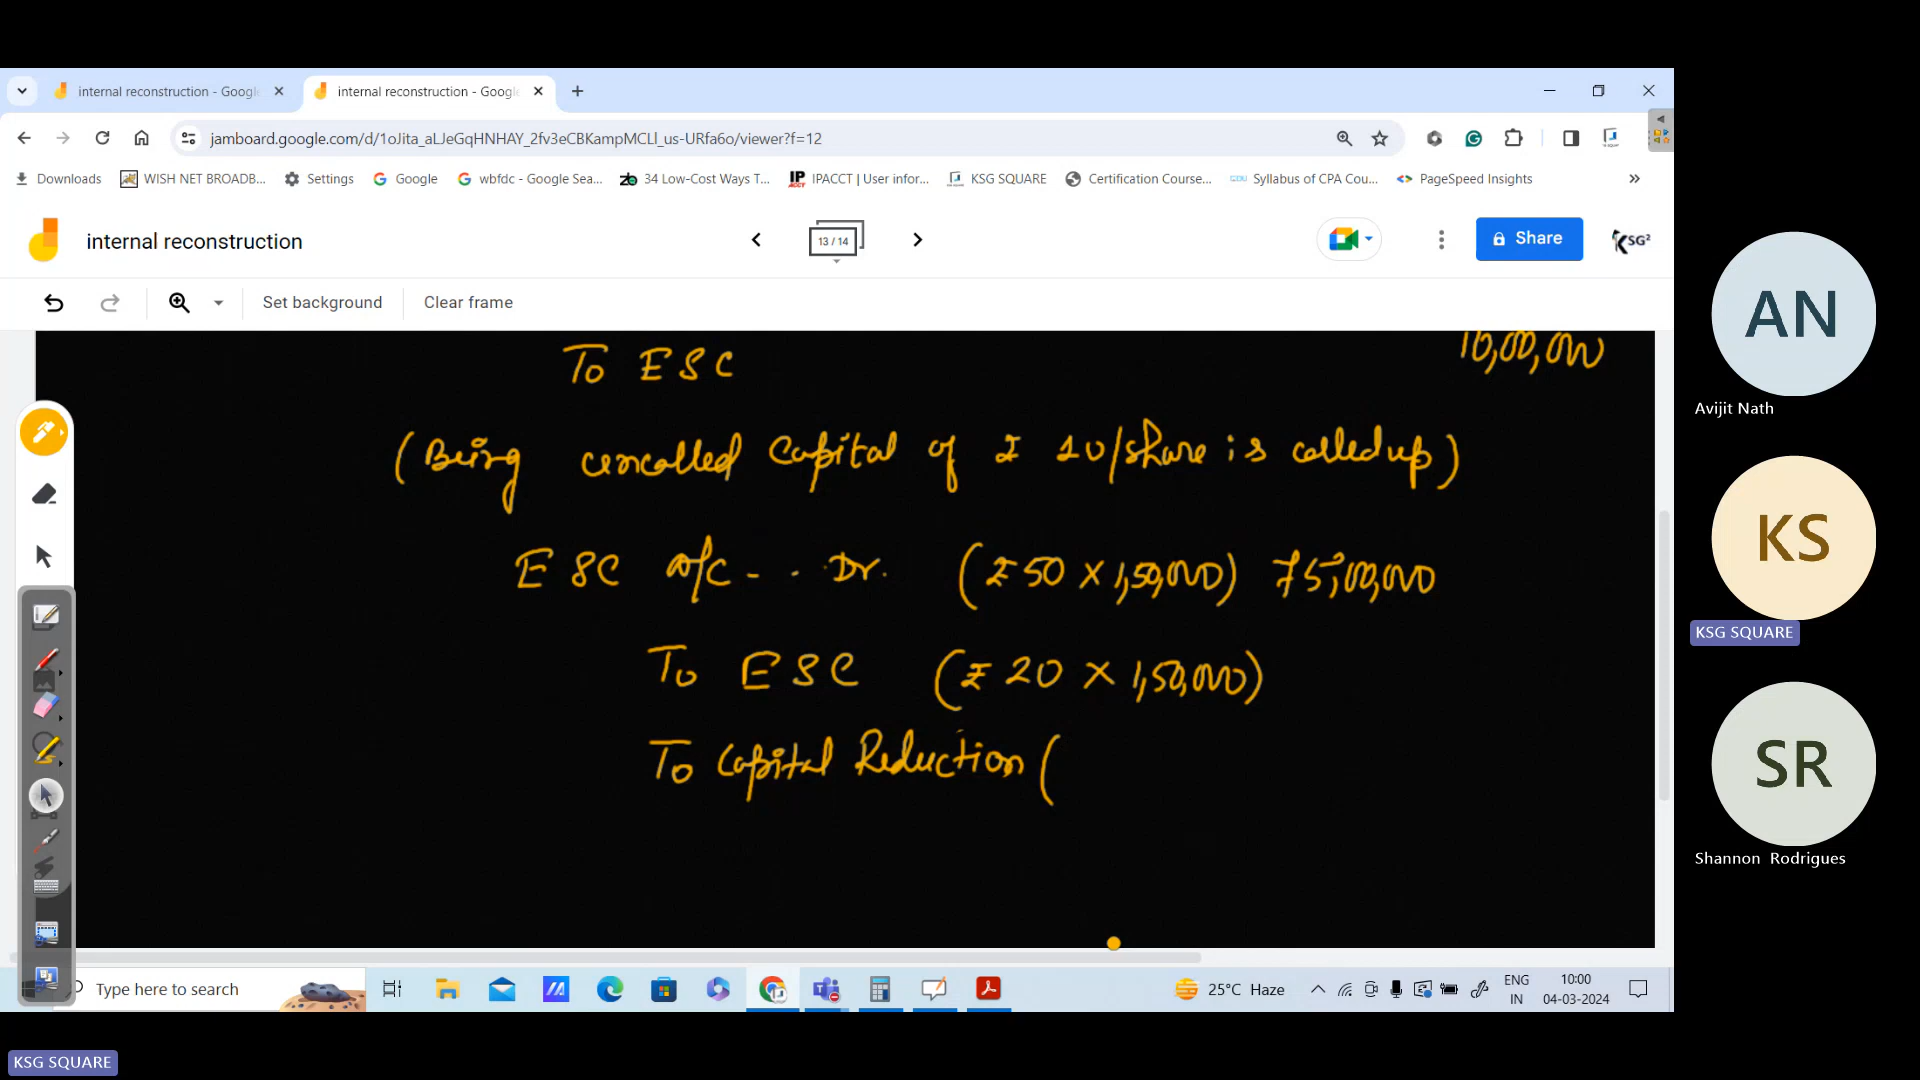 internal reconstruction - Googl
internal reconstruction - Googl
jamboard.google.com/d/1oJita_aLJeGqHNHAY_2fv3eCBKampMCLl_us-URfa6o/viewer?f=12
Downloads
WISH NET BROADB...
Settings
Google
wbfdc - Google Sea...
34 Low-Cost Ways T...
IPACCT | User infor...
KSG SQUARE
Certification Course...
Syllabus of CPA Cou...
PageSpeed Insights
internal reconstruction
13 / 14
Share
KSG²
Set background
Clear frame
To ESC
(Being uncalled Capital of ₹ 10/share is called up)
ESC A/C - . . Dr. (₹50 × 1,50,000) 75,00,000
To ESC (₹ 20 × 1,50,000)
To Capital Reduction (
AN
Avijit Nath
KS
KSG SQUARE
SR
Shannon Rodrigues
Type here to search
25°C Haze
ENG
IN
10:00
04-03-2024
KSG SQUARE